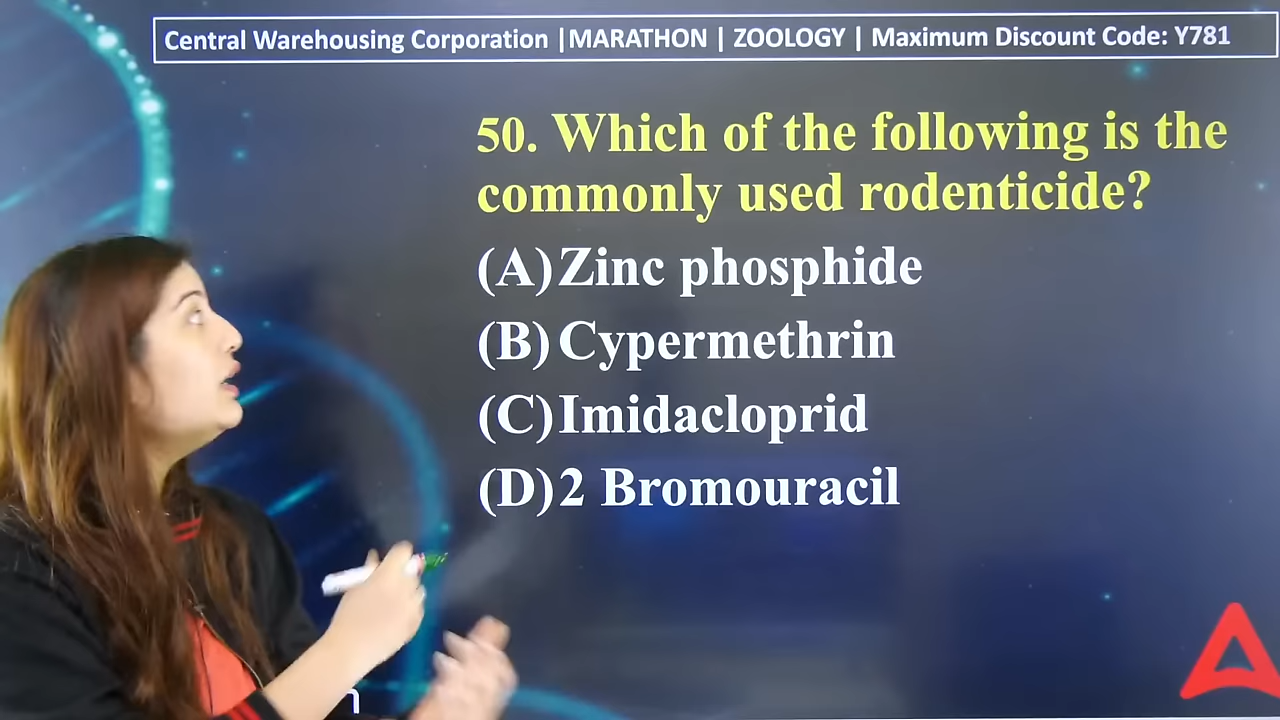 Central Warehousing Corporation |MARATHON | ZOOLOGY | Maximum Discount Code: Y781
50. Which of the following is the
commonly used rodenticide?
(A) Zinc phosphide
(B) Cypermethrin
(C) Imidacloprid
(D) 2 Bromouracil